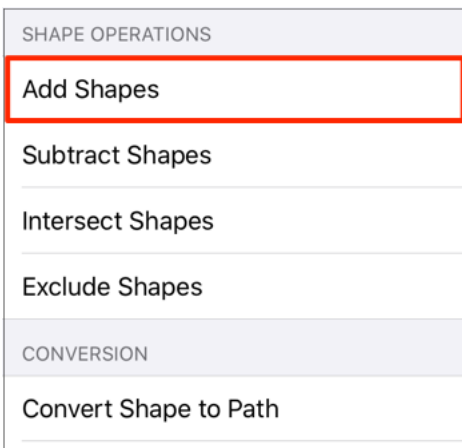 SHAPE OPERATIONS
Add Shapes
Subtract Shapes
Intersect Shapes
Exclude Shapes
CONVERSION
Convert Shape to Path